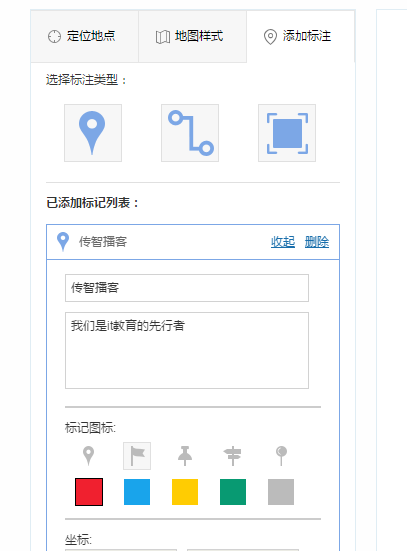 定位地点 地图样式 添加标注
选择标注类型：
已添加标记列表：
传智播客 收起 删除
传智播客
我们是it教育的先行者
标记图标:
坐标: